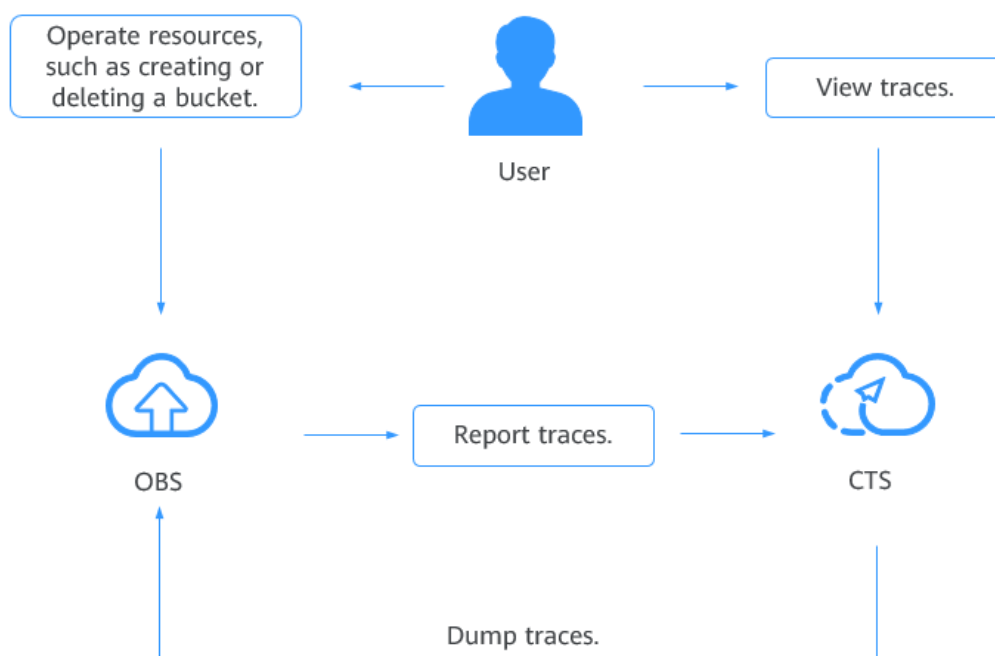 Operate resources,
such as creating or
deleting a bucket.
View traces.
User
Report traces.
OBS
CTS
Dump traces.